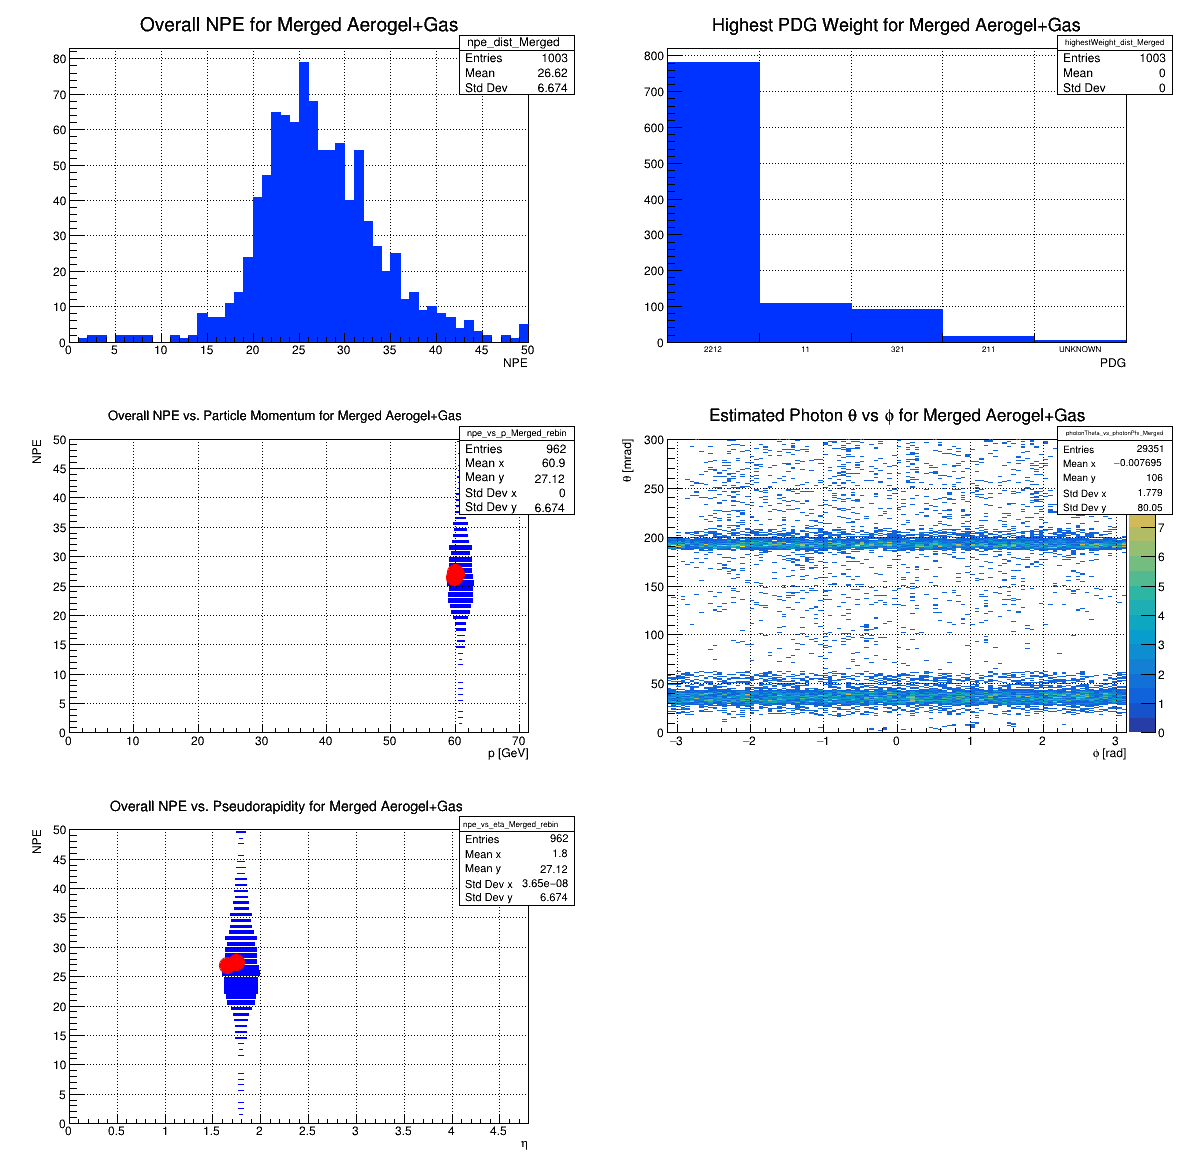 Overall NPE for Merged Aerogel+Gas
npe_dist_Merged
Entries 1003
Mean 26.62
Std Dev 6.674
80
70
60
50
40
30
20
10
0
0 5 10 15 20 25 30 35 40 45 50
NPE
Highest PDG Weight for Merged Aerogel+Gas
highestWeight_dist_Merged
Entries 1003
Mean 0
Std Dev 0
800
700
600
500
400
300
200
100
0
2212 11 321 211 UNKNOWN
PDG
Overall NPE vs. Particle Momentum for Merged Aerogel+Gas
npe_vs_p_Merged_rebin
Entries 962
Mean x 60.9
Mean y 27.12
Std Dev x 0
Std Dev y 6.674
NPE
50
45
40
35
30
25
20
15
10
5
0
0 10 20 30 40 50 60 70
p [GeV]
Estimated Photon θ vs ϕ for Merged Aerogel+Gas
photonTheta_vs_photonPhi_Merged
Entries 29351
Mean x −0.007695
Mean y 106
Std Dev x 1.779
Std Dev y 80.05
θ [mrad]
300
250
200
150
100
50
0
−3 −2 −1 0 1 2 3
ϕ [rad]
7
6
5
4
3
2
1
0
Overall NPE vs. Pseudorapidity for Merged Aerogel+Gas
npe_vs_eta_Merged_rebin
Entries 962
Mean x 1.8
Mean y 27.12
Std Dev x 3.65e−08
Std Dev y 6.674
NPE
50
45
40
35
30
25
20
15
10
5
0
0 0.5 1 1.5 2 2.5 3 3.5 4 4.5
η